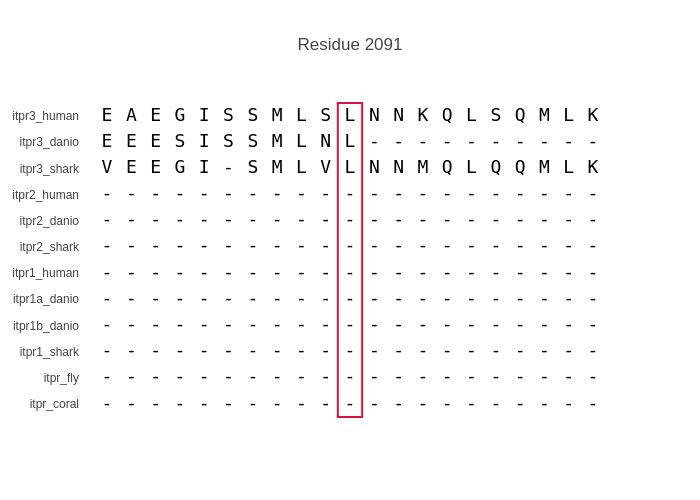 Residue 2091
itpr3_human E A E G I S S M L S L N N K Q L S Q M L K
itpr3_danio E E E S I S S M L N L - - - - - - - - - -
itpr3_shark V E E G I - S M L V L N N M Q L Q Q M L K
itpr2_human - - - - - - - - - - - - - - - - - - - - -
itpr2_danio - - - - - - - - - - - - - - - - - - - - -
itpr2_shark - - - - - - - - - - - - - - - - - - - - -
itpr1_human - - - - - - - - - - - - - - - - - - - - -
itpr1a_danio - - - - - - - - - - - - - - - - - - - - -
itpr1b_danio - - - - - - - - - - - - - - - - - - - - -
itpr1_shark - - - - - - - - - - - - - - - - - - - - -
itpr_fly - - - - - - - - - - - - - - - - - - - - -
itpr_coral - - - - - - - - - - - - - - - - - - - - -